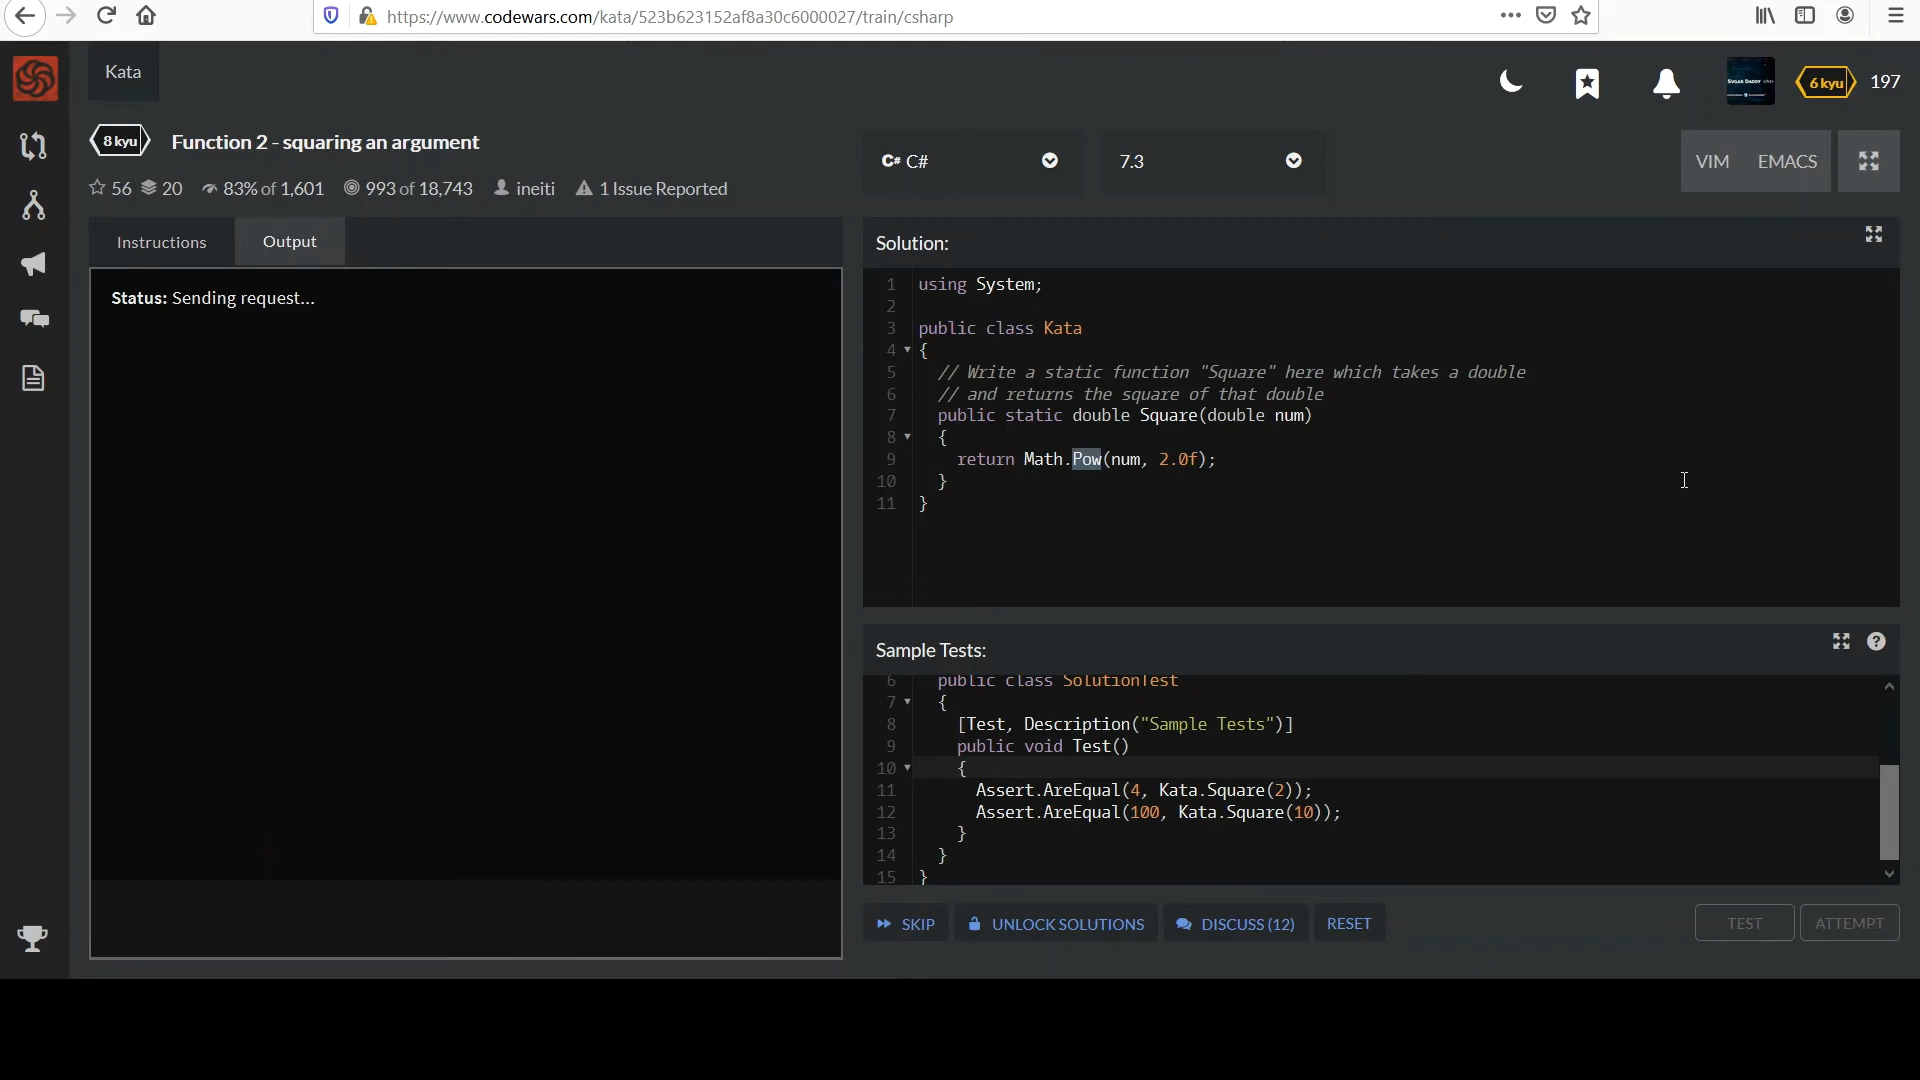 https://www.codewars.com/kata/523b623152af8a30c6000027/train/csharp
Kata
6 kyu 197
8 kyu Function 2 - squaring an argument
56 20 83% of 1,601 993 of 18,743 ineiti 1 Issue Reported
C# C#
7.3
VIM EMACS
Instructions Output
Status: Sending request...
Solution:
1 using System;
2
3 public class Kata
4 {
5 // Write a static function "Square" here which takes a double
6 // and returns the square of that double
7 public static double Square(double num)
8 {
9 return Math.Pow(num, 2.0f);
10 }
11 }
Sample Tests:
6 public class SolutionTest
7 {
8 [Test, Description("Sample Tests")]
9 public void Test()
10 {
11 Assert.AreEqual(4, Kata.Square(2));
12 Assert.AreEqual(100, Kata.Square(10));
13 }
14 }
15 }
SKIP UNLOCK SOLUTIONS DISCUSS (12) RESET TEST ATTEMPT